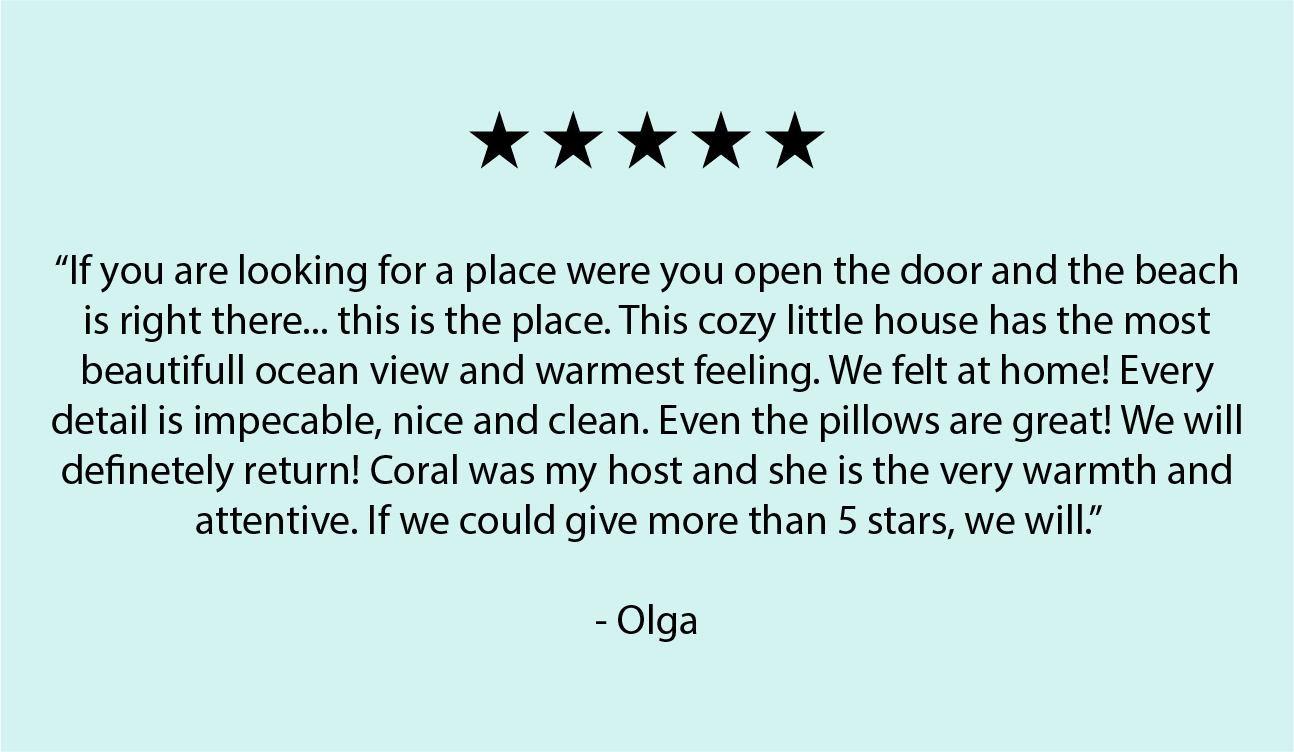 ★★★★★
“If you are looking for a place were you open the door and the beach
is right there... this is the place. This cozy little house has the most
beautifull ocean view and warmest feeling. We felt at home! Every
detail is impecable, nice and clean. Even the pillows are great! We will
definetely return! Coral was my host and she is the very warmth and
attentive. If we could give more than 5 stars, we will.”
- Olga